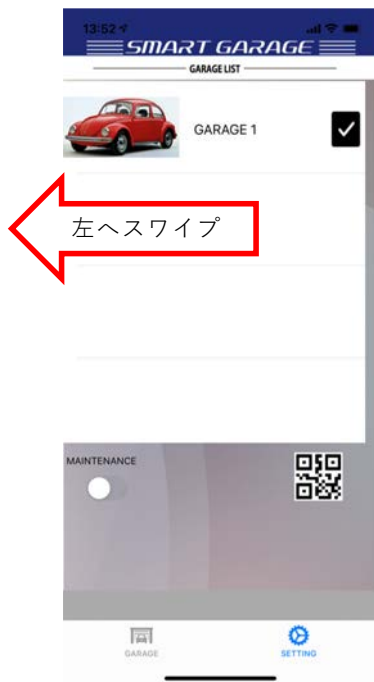 13:52
SMART GARAGE
GARAGE LIST
GARAGE 1
左へスワイプ
MAINTENANCE
GARAGE
SETTING